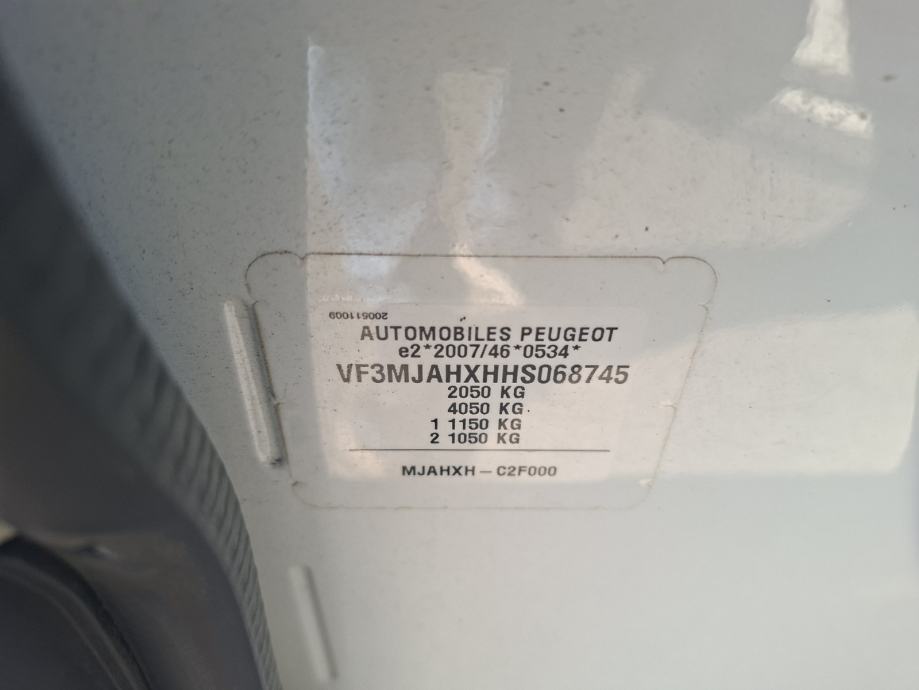 200511009
AUTOMOBILES PEUGEOT
e2*2007/46*0534*
VF3MJAHXHHS068745
2050 KG
4050 KG
1 1150 KG
2 1050 KG
MJAHXH – C2F000